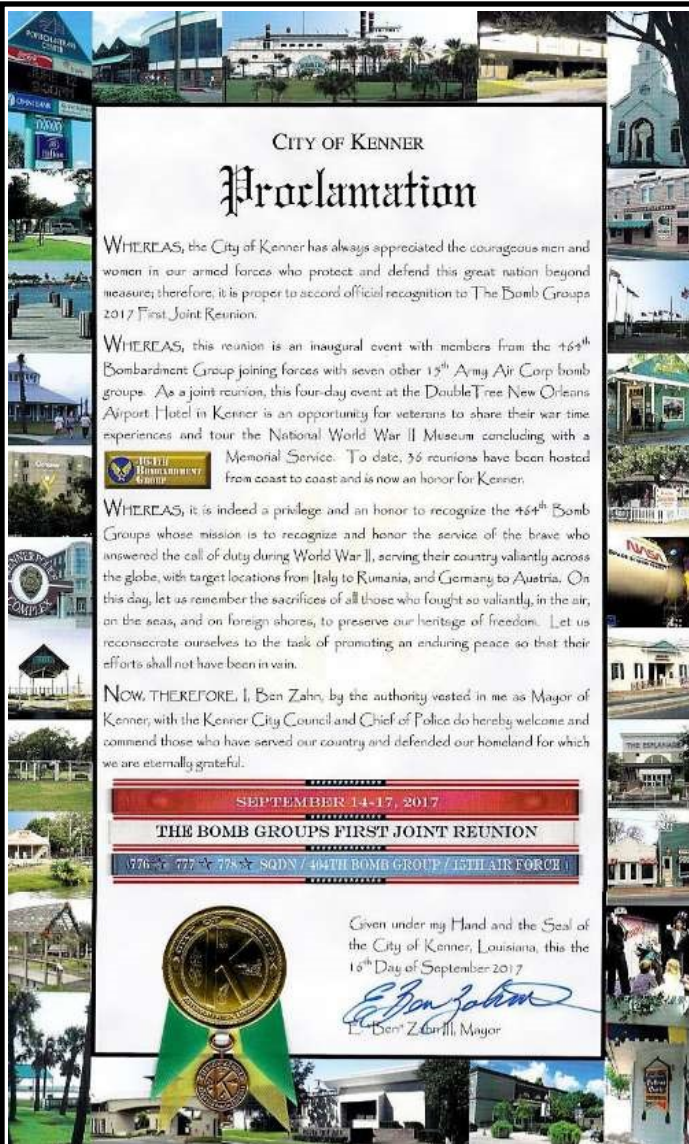 PONTCHARTRAIN
CENTER
Hilton
CITY OF KENNER
Proclamation
WHEREAS, the City of Kenner has always appreciated the courageous men and
women in our armed forces who protect and defend this great nation beyond
measure; therefore, it is proper to accord official recognition to The Bomb Groups
2017 First Joint Reunion.
WHEREAS, this reunion is an inaugural event with members from the 464th
Bombardment Group joining forces with seven other 15th Army Air Corp bomb
groups. As a joint reunion, this four-day event at the DoubleTree New Orleans
Airport Hotel in Kenner is an opportunity for veterans to share their war time
experiences and tour the National World War II Museum concluding with a
464TH
BOMBARDMENT
GROUP
Memorial Service. To date, 36 reunions have been hosted
from coast to coast and is now an honor for Kenner.
WHEREAS, it is indeed a privilege and an honor to recognize the 464th Bomb
Groups whose mission is to recognize and honor the service of the brave who
answered the call of duty during World War II, serving their country valiantly across
the globe, with target locations from Italy to Rumania, and Germany to Austria. On
this day, let us remember the sacrifices of all those who fought so valiantly, in the air,
on the seas, and on foreign shores, to preserve our heritage of freedom. Let us
reconsecrate ourselves to the task of promoting an enduring peace so that their
efforts shall not have been in vain.
NOW, THEREFORE, I, Ben Zahn, by the authority vested in me as Mayor of
Kenner, with the Kenner City Council and Chief of Police do hereby welcome and
commend those who have served our country and defended our homeland for which
we are eternally grateful.
SEPTEMBER 14-17, 2017
THE BOMB GROUPS FIRST JOINT REUNION
776 ☆ 777 ☆ 778 ☆ SQDN / 464TH BOMB GROUP / 15TH AIR FORCE
Given under my Hand and the Seal of
the City of Kenner, Louisiana, this the
16th Day of September 2017
E Ben Zahn
E "Ben" Zahn III, Mayor
K
NASA
THE ESPLANADE
KENNER POLICE
COMPLEX